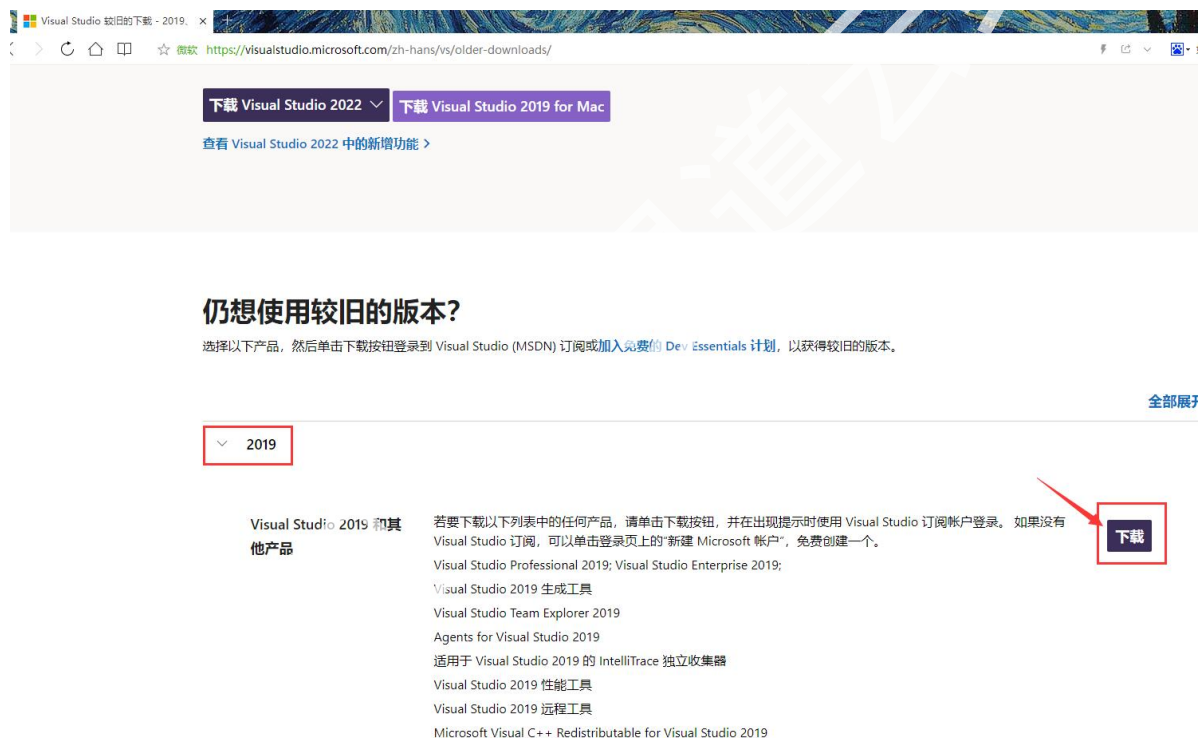 Visual Studio 较旧的下载 - 2019,
微软 https://visualstudio.microsoft.com/zh-hans/vs/older-downloads/
下载 Visual Studio 2022
下载 Visual Studio 2019 for Mac
查看 Visual Studio 2022 中的新增功能
仍想使用较旧的版本?
选择以下产品，然后单击下载按钮登录到 Visual Studio (MSDN) 订阅或加入免费的 Dev Essentials 计划，以获得较旧的版本。
全部展开
2019
Visual Studio 2019 和其
他产品
若要下载以下列表中的任何产品，请单击下载按钮，并在出现提示时使用 Visual Studio 订阅帐户登录。 如果没有
Visual Studio 订阅，可以单击登录页上的“新建 Microsoft 帐户”，免费创建一个。
下载
Visual Studio Professional 2019; Visual Studio Enterprise 2019;
Visual Studio 2019 生成工具
Visual Studio Team Explorer 2019
Agents for Visual Studio 2019
适用于 Visual Studio 2019 的 IntelliTrace 独立收集器
Visual Studio 2019 性能工具
Visual Studio 2019 远程工具
Microsoft Visual C++ Redistributable for Visual Studio 2019